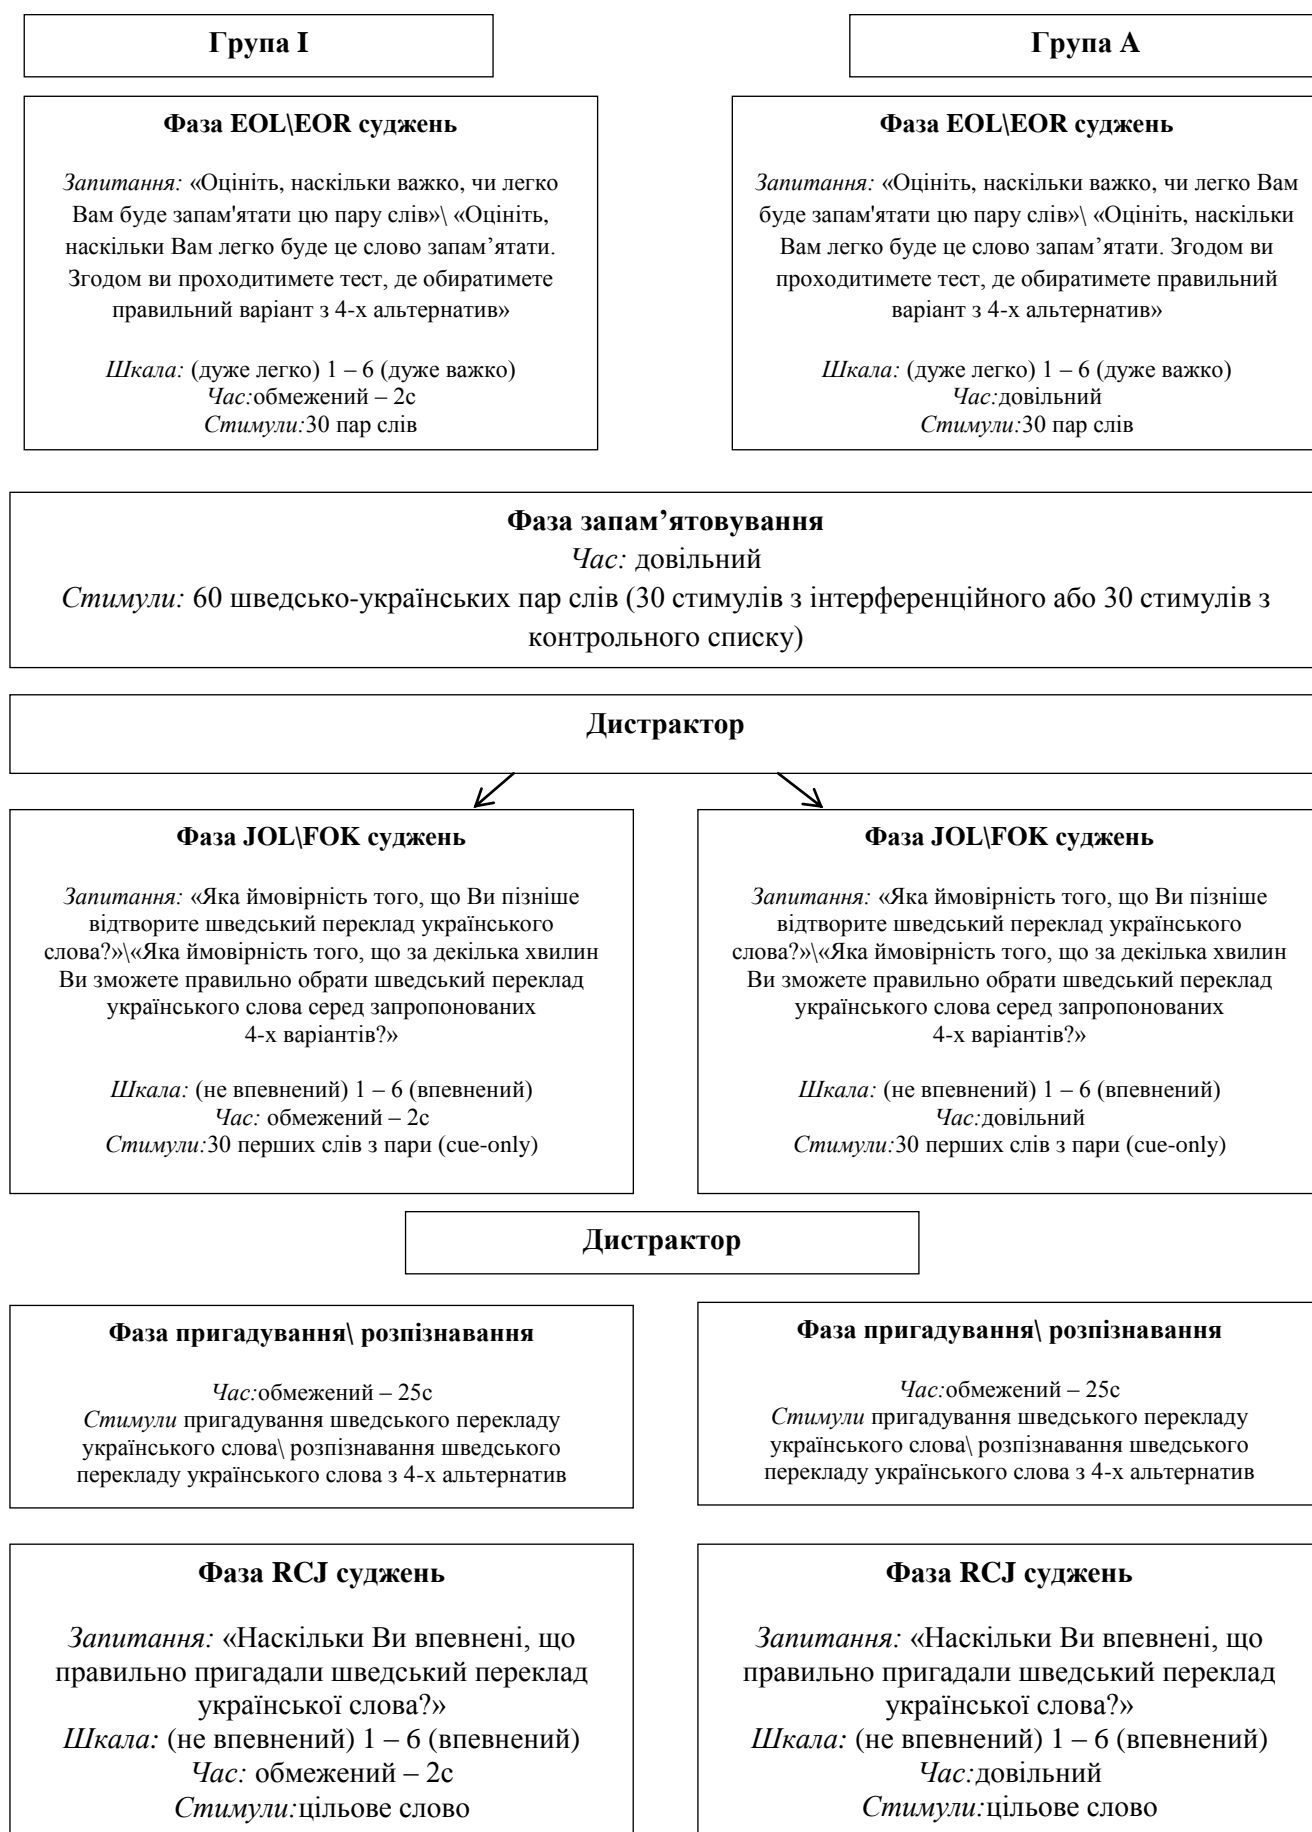 Група І
Група А
Фаза EOL\EOR суджень
Запитання: «Оцініть, наскільки важко, чи легко
Вам буде запам'ятати цю пару слів»\ «Оцініть,
наскільки Вам легко буде це слово запам’ятати.
Згодом ви проходитимете тест, де обиратимете
правильний варіант з 4-х альтернатив»
Шкала: (дуже легко) 1 – 6 (дуже важко)
Час:обмежений – 2с
Стимули:30 пар слів
Фаза EOL\EOR суджень
Запитання: «Оцініть, наскільки важко, чи легко Вам
буде запам'ятати цю пару слів»\ «Оцініть, наскільки
Вам легко буде це слово запам’ятати. Згодом ви
проходитимете тест, де обиратимете правильний
варіант з 4-х альтернатив»
Шкала: (дуже легко) 1 – 6 (дуже важко)
Час:довільний
Стимули:30 пар слів
Фаза запам’ятовування
Час: довільний
Стимули: 60 шведсько-українських пар слів (30 стимулів з інтерференційного або 30 стимулів з
контрольного списку)
Дистрактор
Фаза JOL\FOK суджень
Запитання: «Яка ймовірність того, що Ви пізніше
відтворите шведський переклад українського
слова?»\«Яка ймовірність того, що за декілька хвилин
Ви зможете правильно обрати шведський переклад
українського слова серед запропонованих
4-х варіантів?»
Шкала: (не впевнений) 1 – 6 (впевнений)
Час: обмежений – 2с
Стимули:30 перших слів з пари (cue-only)
Фаза JOL\FOK суджень
Запитання: «Яка ймовірність того, що Ви пізніше
відтворите шведський переклад українського
слова?»\«Яка ймовірність того, що за декілька хвилин
Ви зможете правильно обрати шведський переклад
українського слова серед запропонованих
4-х варіантів?»
Шкала: (не впевнений) 1 – 6 (впевнений)
Час:довільний
Стимули:30 перших слів з пари (cue-only)
Дистрактор
Фаза пригадування\ розпізнавання
Час:обмежений – 25с
Стимули пригадування шведського перекладу
українського слова\ розпізнавання шведського
перекладу українського слова з 4-х альтернатив
Фаза пригадування\ розпізнавання
Час:обмежений – 25с
Стимули пригадування шведського перекладу
українського слова\ розпізнавання шведського
перекладу українського слова з 4-х альтернатив
Фаза RCJ суджень
Запитання: «Наскільки Ви впевнені, що
правильно пригадали шведський переклад
української слова?»
Шкала: (не впевнений) 1 – 6 (впевнений)
Час: обмежений – 2с
Стимули:цільове слово
Фаза RCJ суджень
Запитання: «Наскільки Ви впевнені, що
правильно пригадали шведський переклад
української слова?»
Шкала: (не впевнений) 1 – 6 (впевнений)
Час:довільний
Стимули:цільове слово